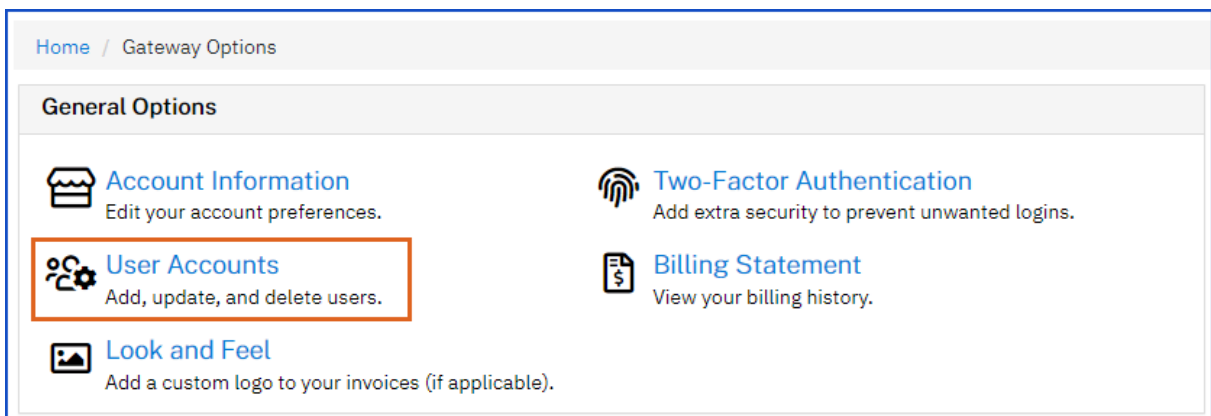 Home / Gateway Options
General Options
Account Information
Edit your account preferences.
Two-Factor Authentication
Add extra security to prevent unwanted logins.
User Accounts
Add, update, and delete users.
Billing Statement
View your billing history.
Look and Feel
Add a custom logo to your invoices (if applicable).